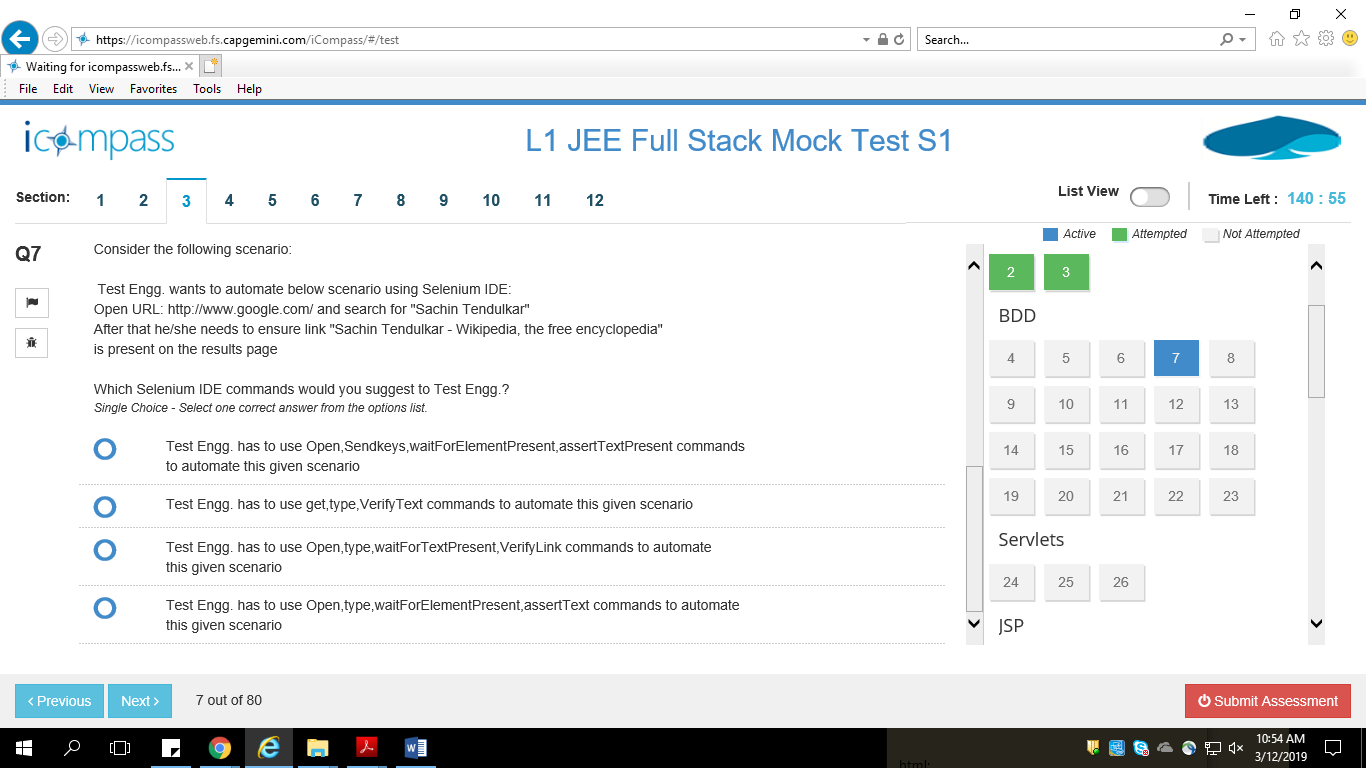 https://icompassweb.fs.capgemini.com/iCompass/#/test
Search...
Waiting for icompassweb.fs...
File Edit View Favorites Tools Help
icompass
L1 JEE Full Stack Mock Test S1
Section: 1 2 3 4 5 6 7 8 9 10 11 12
List View
Time Left : 140 : 55
Active Attempted Not Attempted
Q7
Consider the following scenario:
Test Engg. wants to automate below scenario using Selenium IDE:
Open URL: http://www.google.com/ and search for "Sachin Tendulkar"
After that he/she needs to ensure link "Sachin Tendulkar - Wikipedia, the free encyclopedia"
is present on the results page
Which Selenium IDE commands would you suggest to Test Engg.?
Single Choice - Select one correct answer from the options list.
Test Engg. has to use Open,Sendkeys,waitForElementPresent,assertTextPresent commands
to automate this given scenario
Test Engg. has to use get,type,VerifyText commands to automate this given scenario
Test Engg. has to use Open,type,waitForTextPresent,VerifyLink commands to automate
this given scenario
Test Engg. has to use Open,type,waitForElementPresent,assertText commands to automate
this given scenario
2 3
BDD
4 5 6 7 8
9 10 11 12 13
14 15 16 17 18
19 20 21 22 23
Servlets
24 25 26
JSP
Previous
Next
7 out of 80
Submit Assessment
html:
10:54 AM
3/12/2019